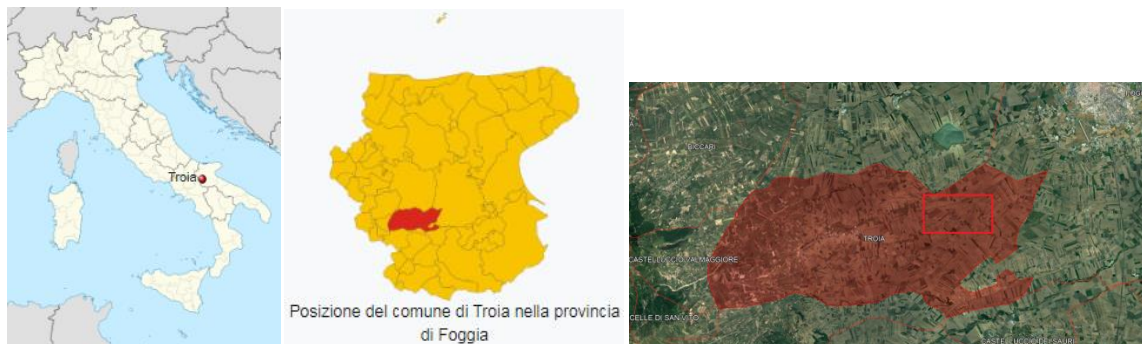 Troia
Posizione del comune di Troia nella provincia
di Foggia
BICCARI
TROIA
CASTELLUCCIO VALMAGGIORE
CELLE DI SAN VITO
CASTELLUCCIO DEI SAURI